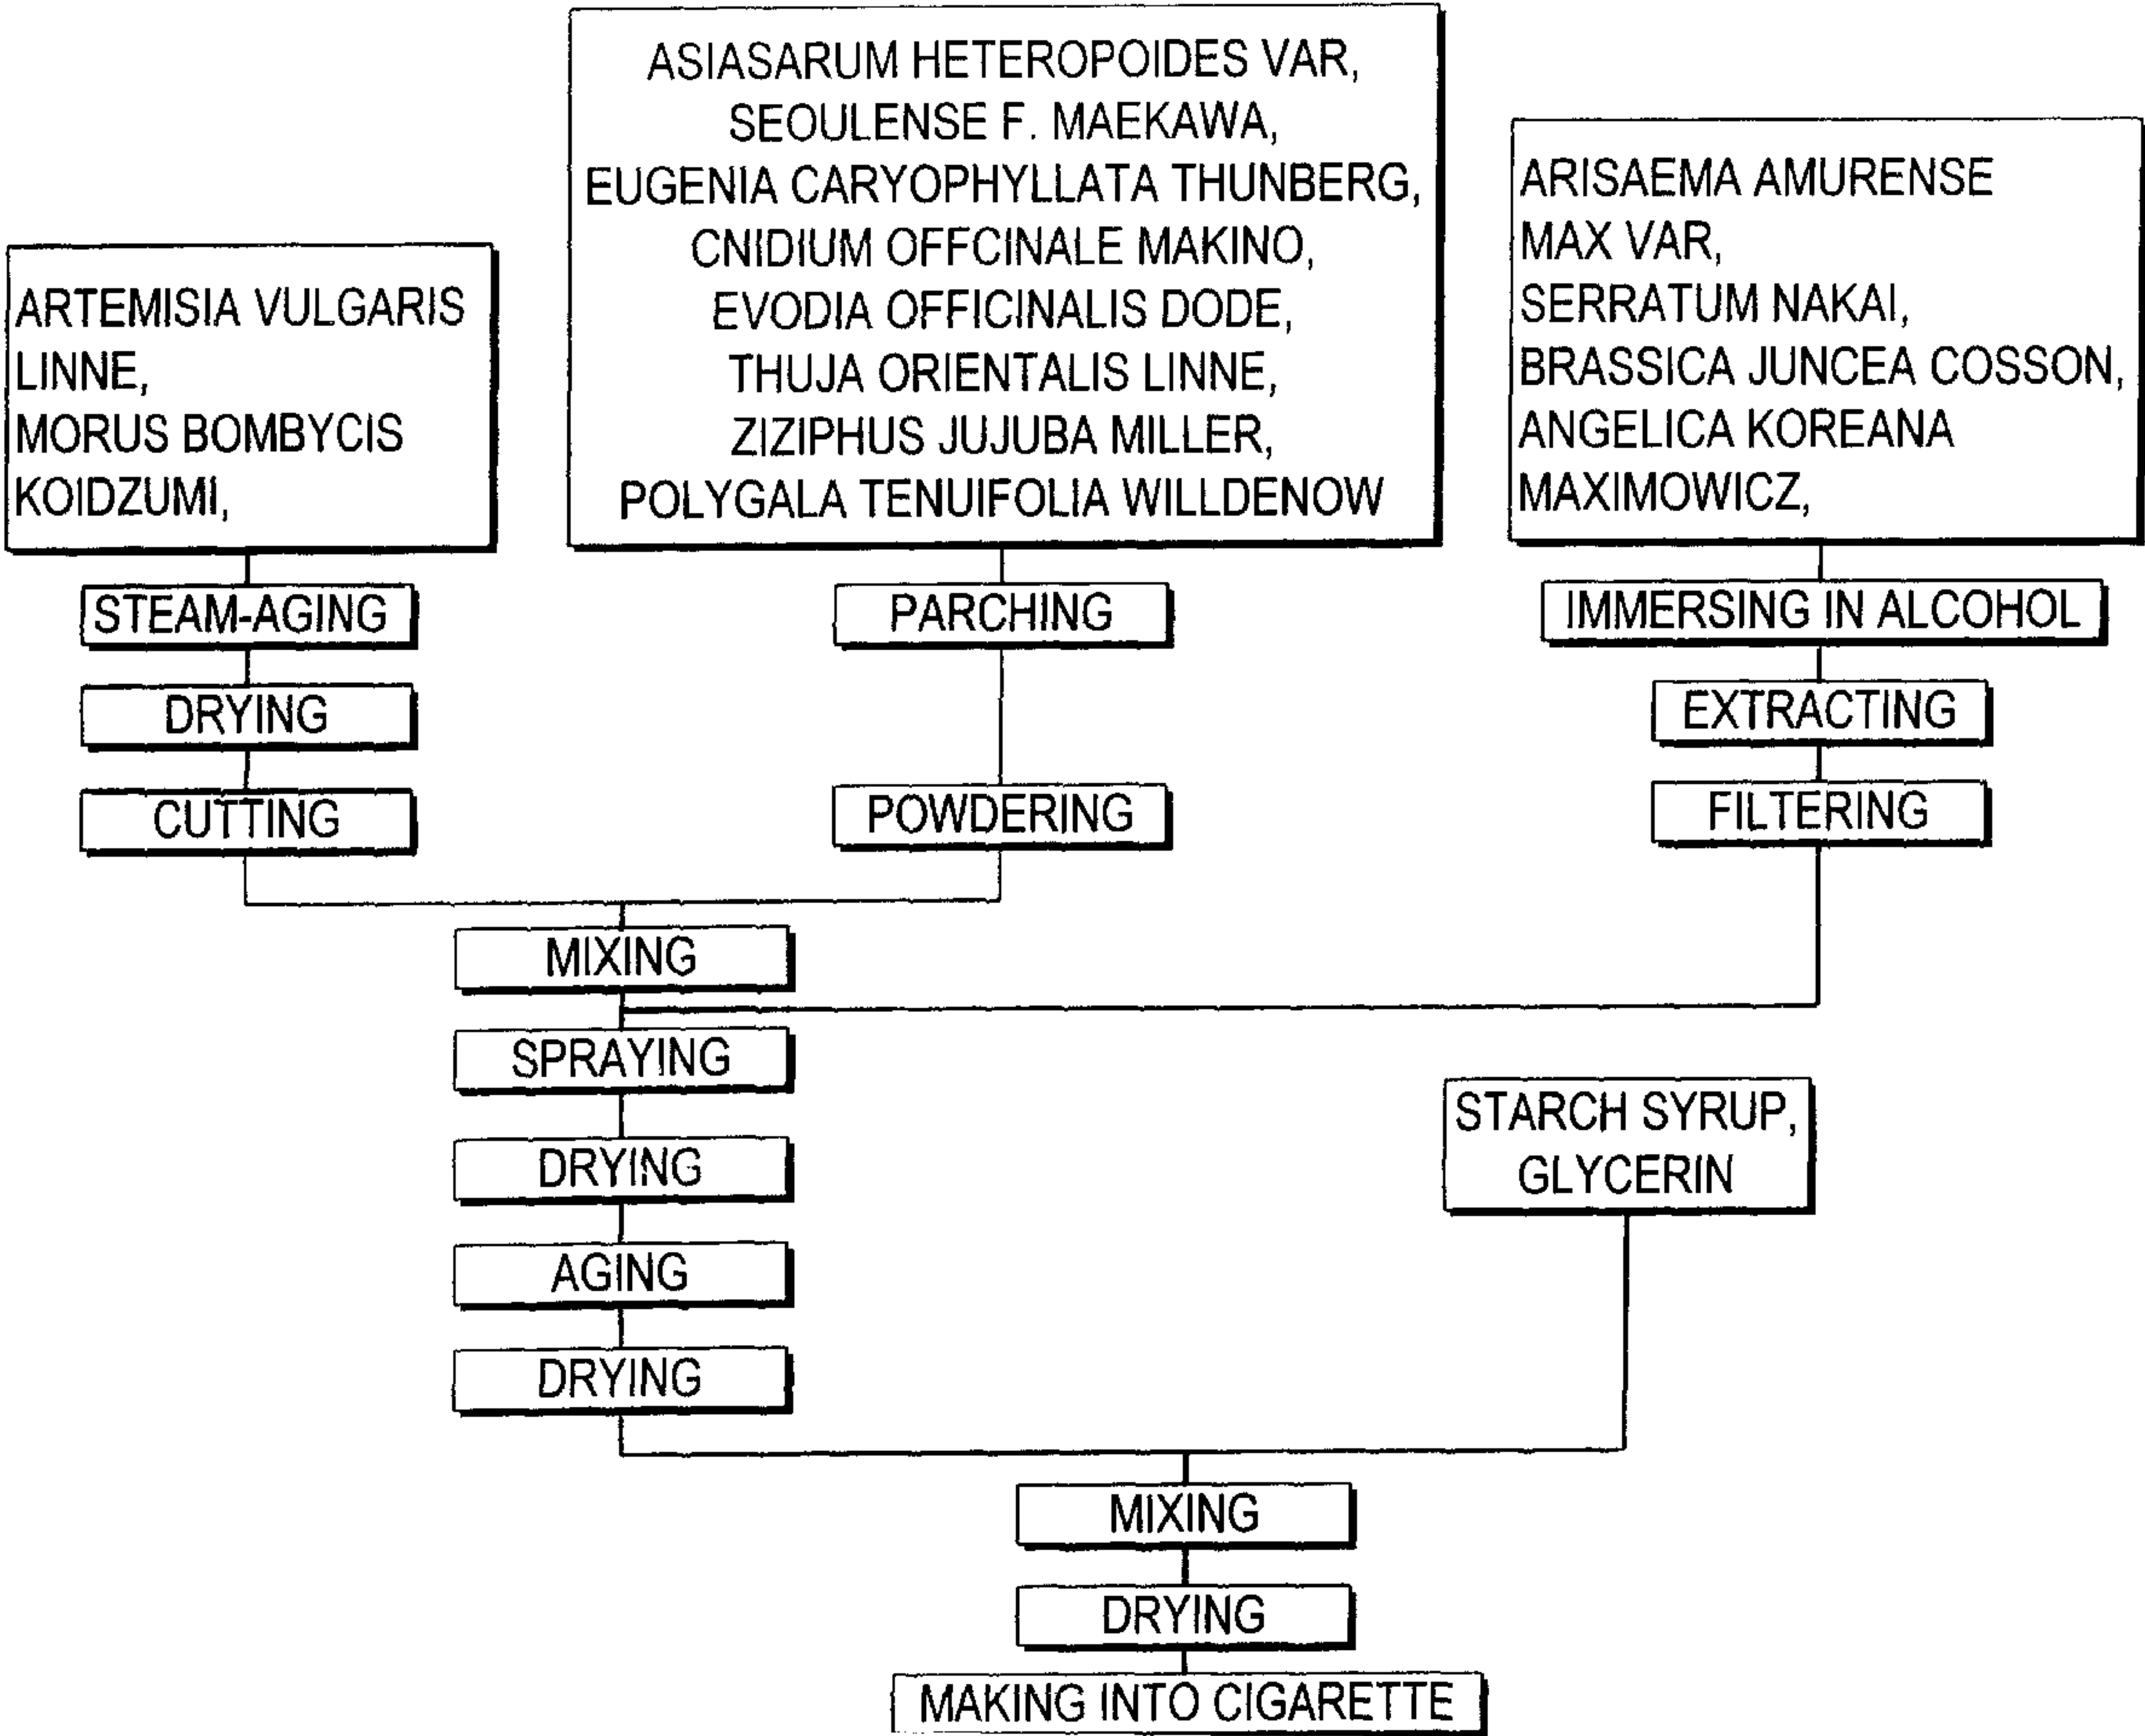 ARTEMISIA VULGARIS
LINNE,
MORUS BOMBYCIS
KOIDZUMI,
STEAM-AGING
DRYING
CUTTING
ASIASARUM HETEROPOIDES VAR,
SEOULENSE F. MAEKAWA,
EUGENIA CARYOPHYLLATA THUNBERG,
CNIDIUM OFFCINALE MAKINO,
EVODIA OFFICINALIS DODE,
THUJA ORIENTALIS LINNE,
ZIZIPHUS JUJUBA MILLER,
POLYGALA TENUIFOLIA WILLDENOW
PARCHING
POWDERING
ARISAEMA AMURENSE
MAX VAR,
SERRATUM NAKAI,
BRASSICA JUNCEA COSSON,
ANGELICA KOREANA
MAXIMOWICZ,
IMMERSING IN ALCOHOL
EXTRACTING
FILTERING
MIXING
SPRAYING
DRYING
AGING
DRYING
STARCH SYRUP,
GLYCERIN
MIXING
DRYING
MAKING INTO CIGARETTE